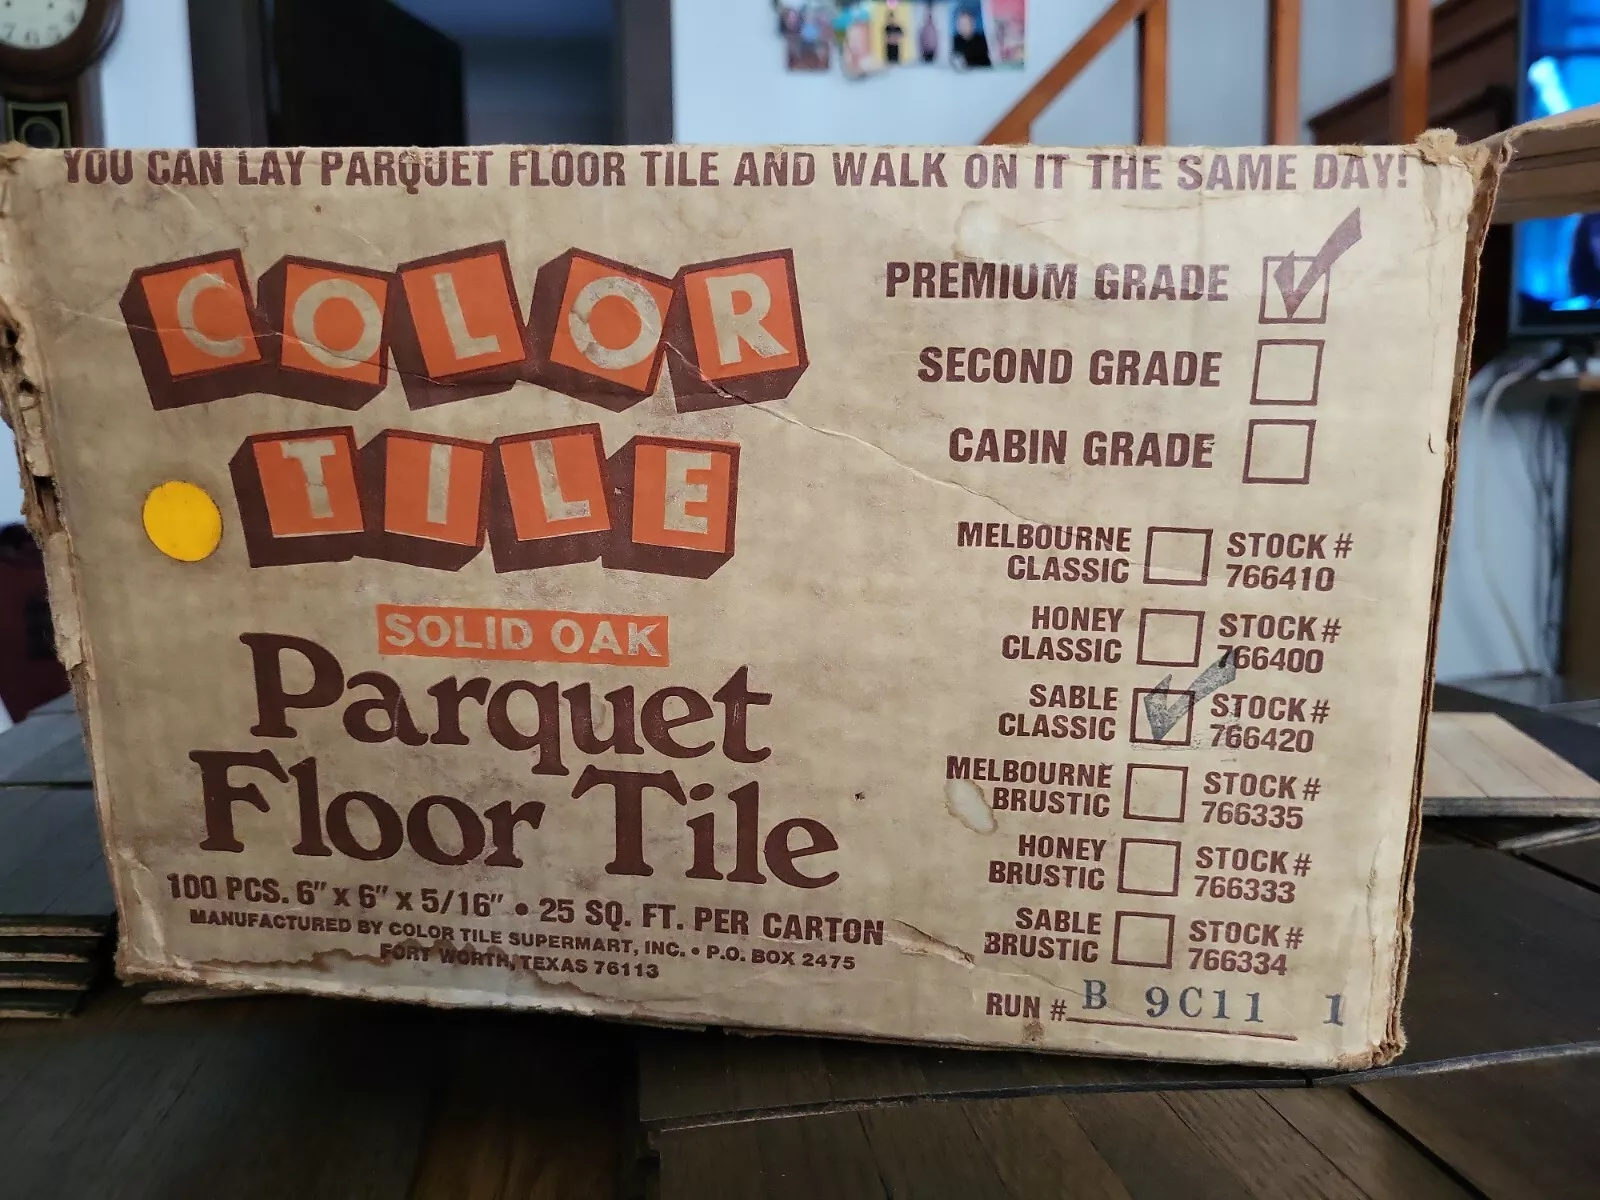 YOU CAN LAY PARQUET FLOOR TILE AND WALK ON IT THE SAME DAY!
COLOR
TILE
SOLID OAK
Parquet
Floor Tile
100 PCS. 6" x 6" x 5/16" • 25 SQ. FT. PER CARTON
MANUFACTURED BY COLOR TILE SUPERMART, INC. • P.O. BOX 2475
FORT WORTH, TEXAS 76113
PREMIUM GRADE
SECOND GRADE
CABIN GRADE
MELBOURNE STOCK #
CLASSIC 766410
HONEY STOCK #
CLASSIC 766400
SABLE STOCK #
CLASSIC 766420
MELBOURNE STOCK #
BRUSTIC 766335
HONEY STOCK #
BRUSTIC 766333
SABLE STOCK #
BRUSTIC 766334
RUN # B 9C11 1